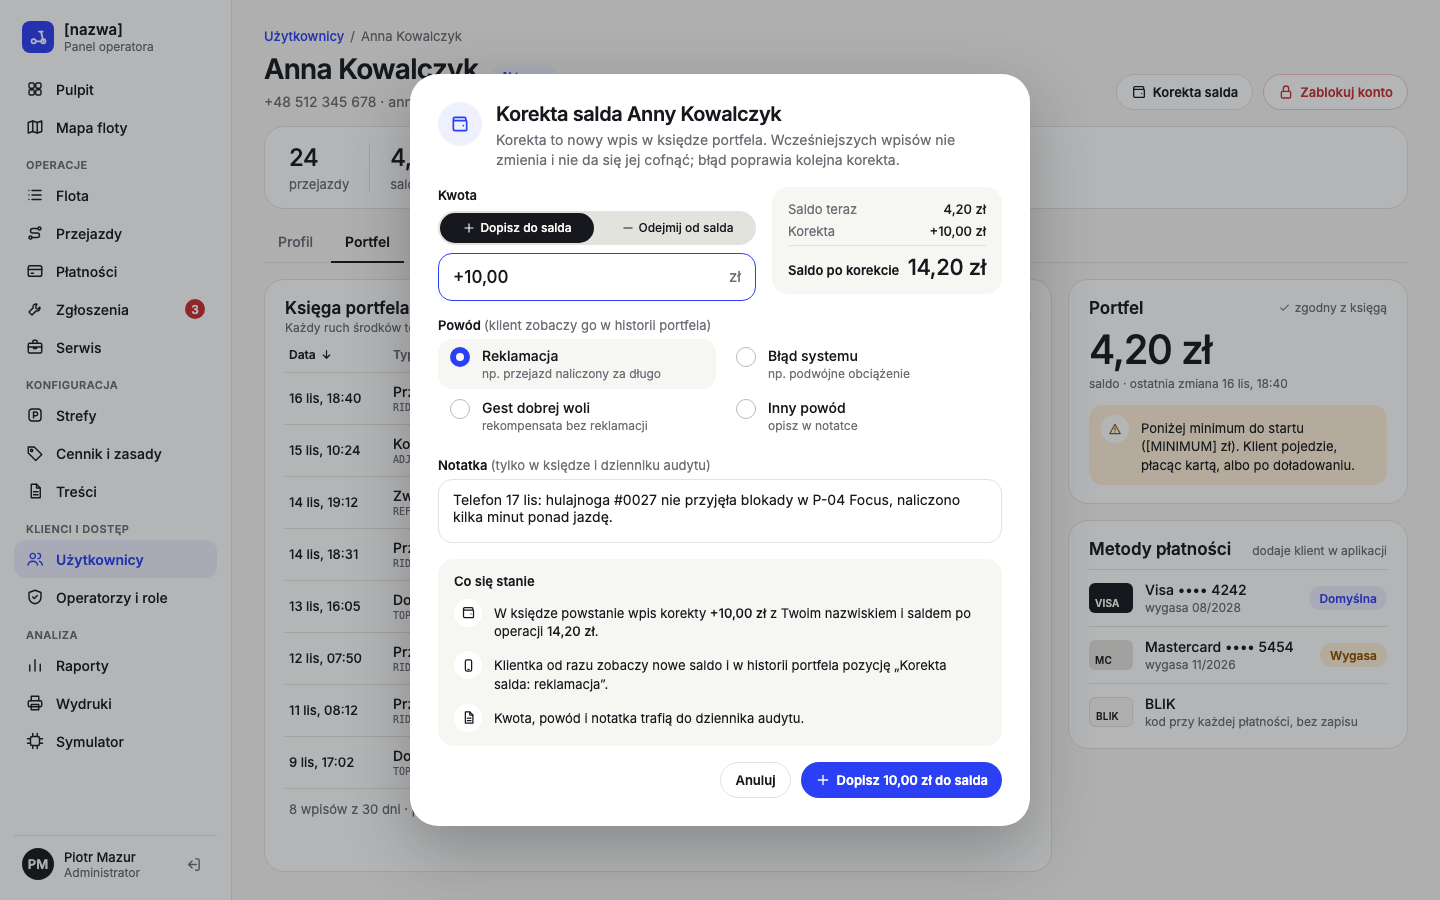 [nazwa]
Panel operatora
Pulpit
Mapa floty
OPERACJE
Flota
Przejazdy
Płatności
Zgłoszenia
3
Serwis
KONFIGURACJA
Strefy
Cennik i zasady
Treści
KLIENCI I DOSTĘP
Użytkownicy
Operatorzy i role
ANALIZA
Raporty
Wydruki
Symulator
PM
Piotr Mazur
Administrator
Użytkownicy / Anna Kowalczyk
Anna Kowalczyk
+48 512 345 678 ·
Korekta salda
Zablokuj konto
24
przejazdy
Profil
Portfel
Księga portfela
Każdy ruch środków
Data ↓
16 lis, 18:40
15 lis, 10:24
14 lis, 19:12
14 lis, 18:31
13 lis, 16:05
12 lis, 07:50
11 lis, 08:12
9 lis, 17:02
8 wpisów z 30 dni ·
Korekta salda Anny Kowalczyk
Korekta to nowy wpis w księdze portfela. Wcześniejszych wpisów nie
zmienia i nie da się jej cofnąć; błąd poprawia kolejna korekta.
Kwota
+ Dopisz do salda
− Odejmij od salda
+10,00
zł
Saldo teraz 4,20 zł
Korekta +10,00 zł
Saldo po korekcie 14,20 zł
Powód (klient zobaczy go w historii portfela)
Reklamacja
np. przejazd naliczony za długo
Błąd systemu
np. podwójne obciążenie
Gest dobrej woli
rekompensata bez reklamacji
Inny powód
opisz w notatce
Notatka (tylko w księdze i dzienniku audytu)
Telefon 17 lis: hulajnoga #0027 nie przyjęła blokady w P-04 Focus, naliczono
kilka minut ponad jazdę.
Co się stanie
W księdze powstanie wpis korekty +10,00 zł z Twoim nazwiskiem i saldem po
operacji 14,20 zł.
Klientka od razu zobaczy nowe saldo i w historii portfela pozycję „Korekta
salda: reklamacja”.
Kwota, powód i notatka trafią do dziennika audytu.
Anuluj
+ Dopisz 10,00 zł do salda
Portfel
zgodny z księgą
4,20 zł
saldo · ostatnia zmiana 16 lis, 18:40
Poniżej minimum do startu
([MINIMUM] zł). Klient pojedzie,
płacąc kartą, albo po doładowaniu.
Metody płatności
dodaje klient w aplikacji
VISA
Visa •••• 4242
wygasa 08/2028
Domyślna
MC
Mastercard •••• 5454
wygasa 11/2026
Wygasa
BLIK
BLIK
kod przy każdej płatności, bez zapisu